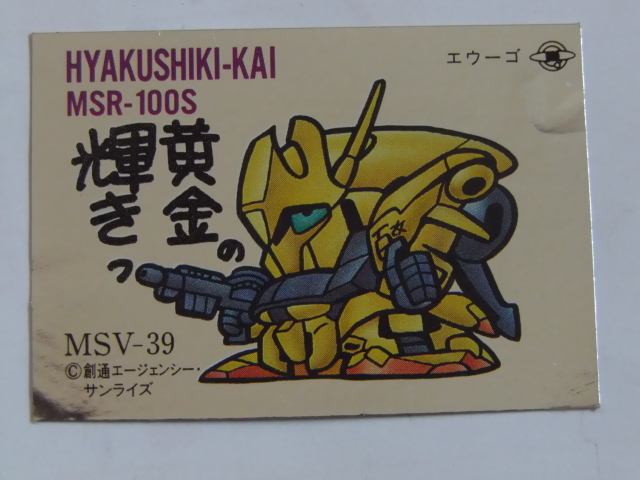 HYAKUSHIKI-KAI
MSR-100S
エウーゴ
黄金の
輝きっ
百改
MSV-39
©創通エージェンシー・
サンライズ